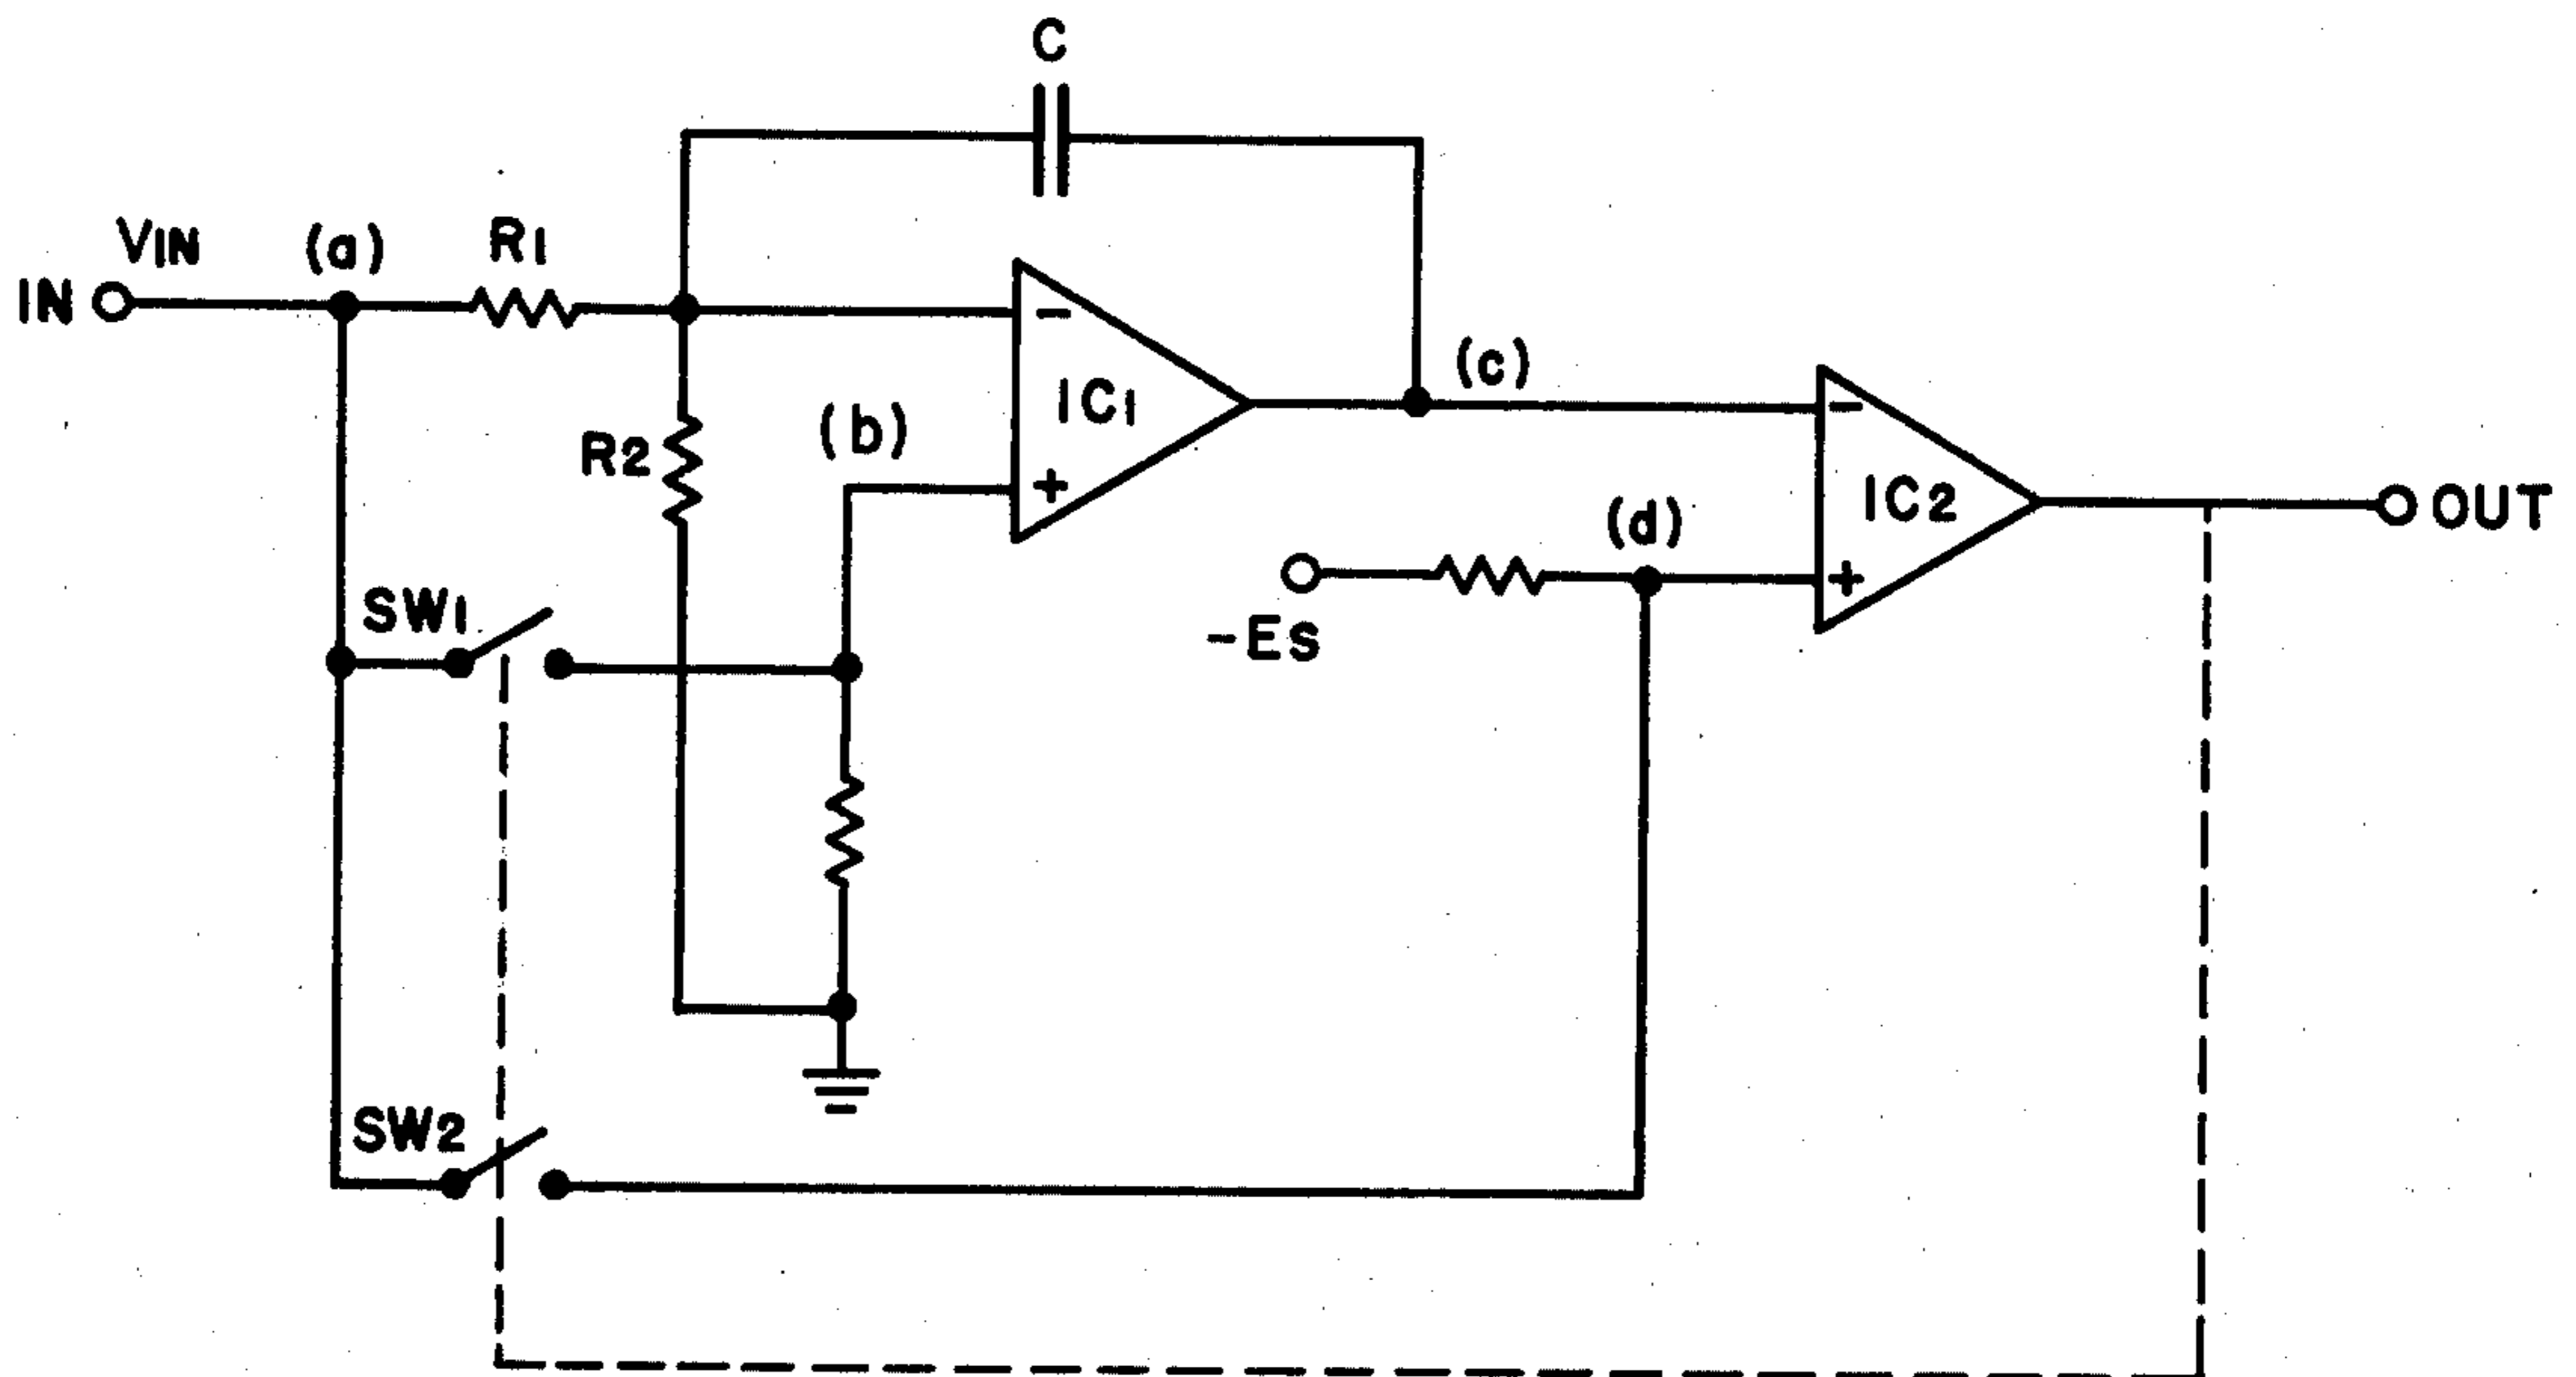 C
VIN
(a)
R1
IN
-
IC1
(c)
(b)
+
R2
-
IC2
OUT
(d)
+
SW1
-ES
SW2